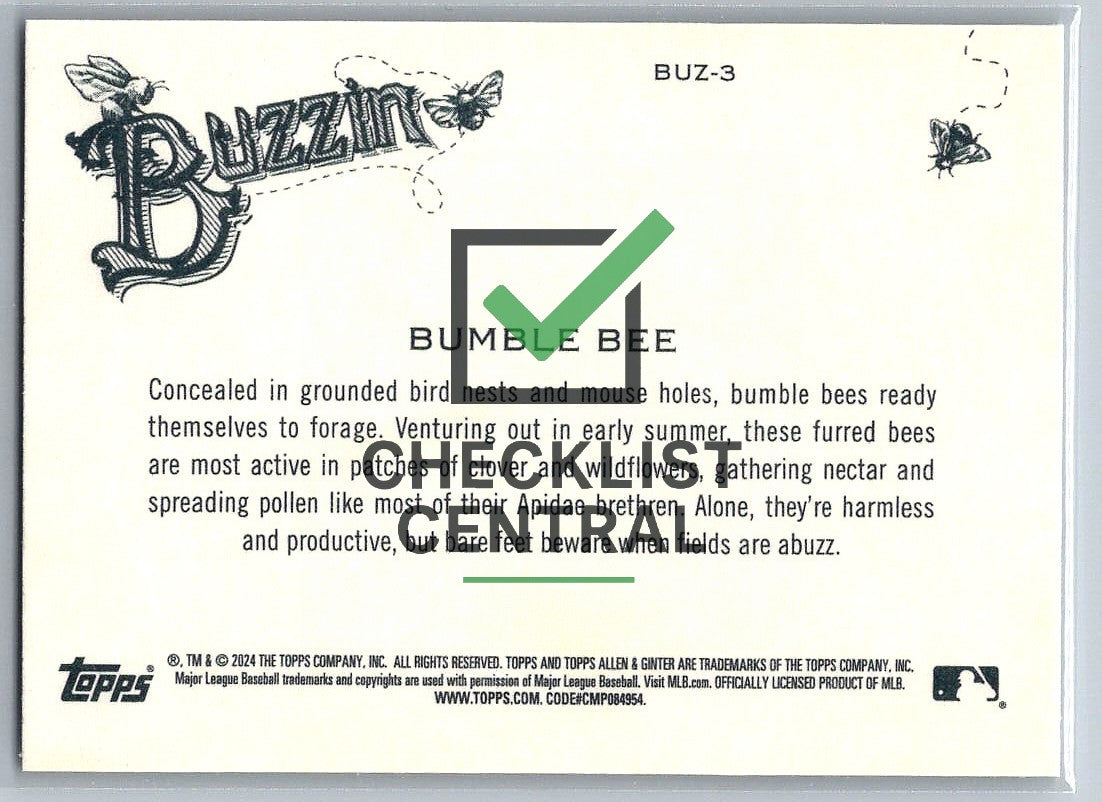 Buzzin
BUZ-3
BUMBLE BEE
Concealed in grounded bird nests and mouse holes, bumble bees ready
themselves to forage. Venturing out in early summer, these furred bees
are most active in patches of clover and wildflowers, gathering nectar and
spreading pollen like most of their Apidae brethren. Alone, they're harmless
and productive, but bare feet beware when fields are abuzz.
CHECKLIST
CENTRAL
topps®
®, TM & © 2024 THE TOPPS COMPANY, INC. ALL RIGHTS RESERVED. TOPPS AND TOPPS ALLEN & GINTER ARE TRADEMARKS OF THE TOPPS COMPANY, INC.
Major League Baseball trademarks and copyrights are used with permission of Major League Baseball. Visit MLB.com. OFFICIALLY LICENSED PRODUCT OF MLB.
WWW.TOPPS.COM. CODE#CMP084954.
®